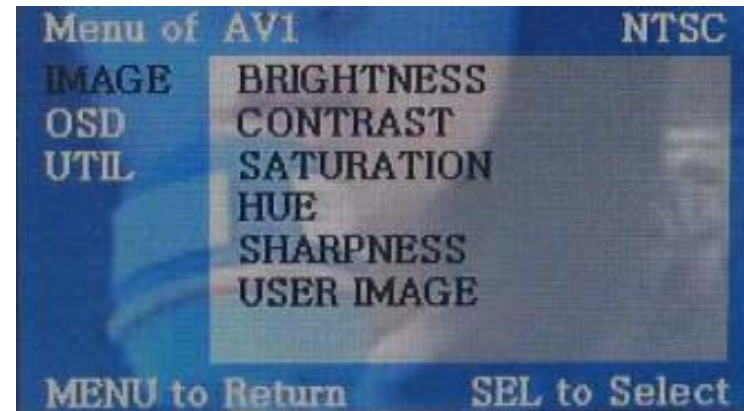 Menu of AV1 NTSC
IMAGE BRIGHTNESS
OSD CONTRAST
UTIL SATURATION
HUE
SHARPNESS
USER IMAGE
MENU to Return SEL to Select